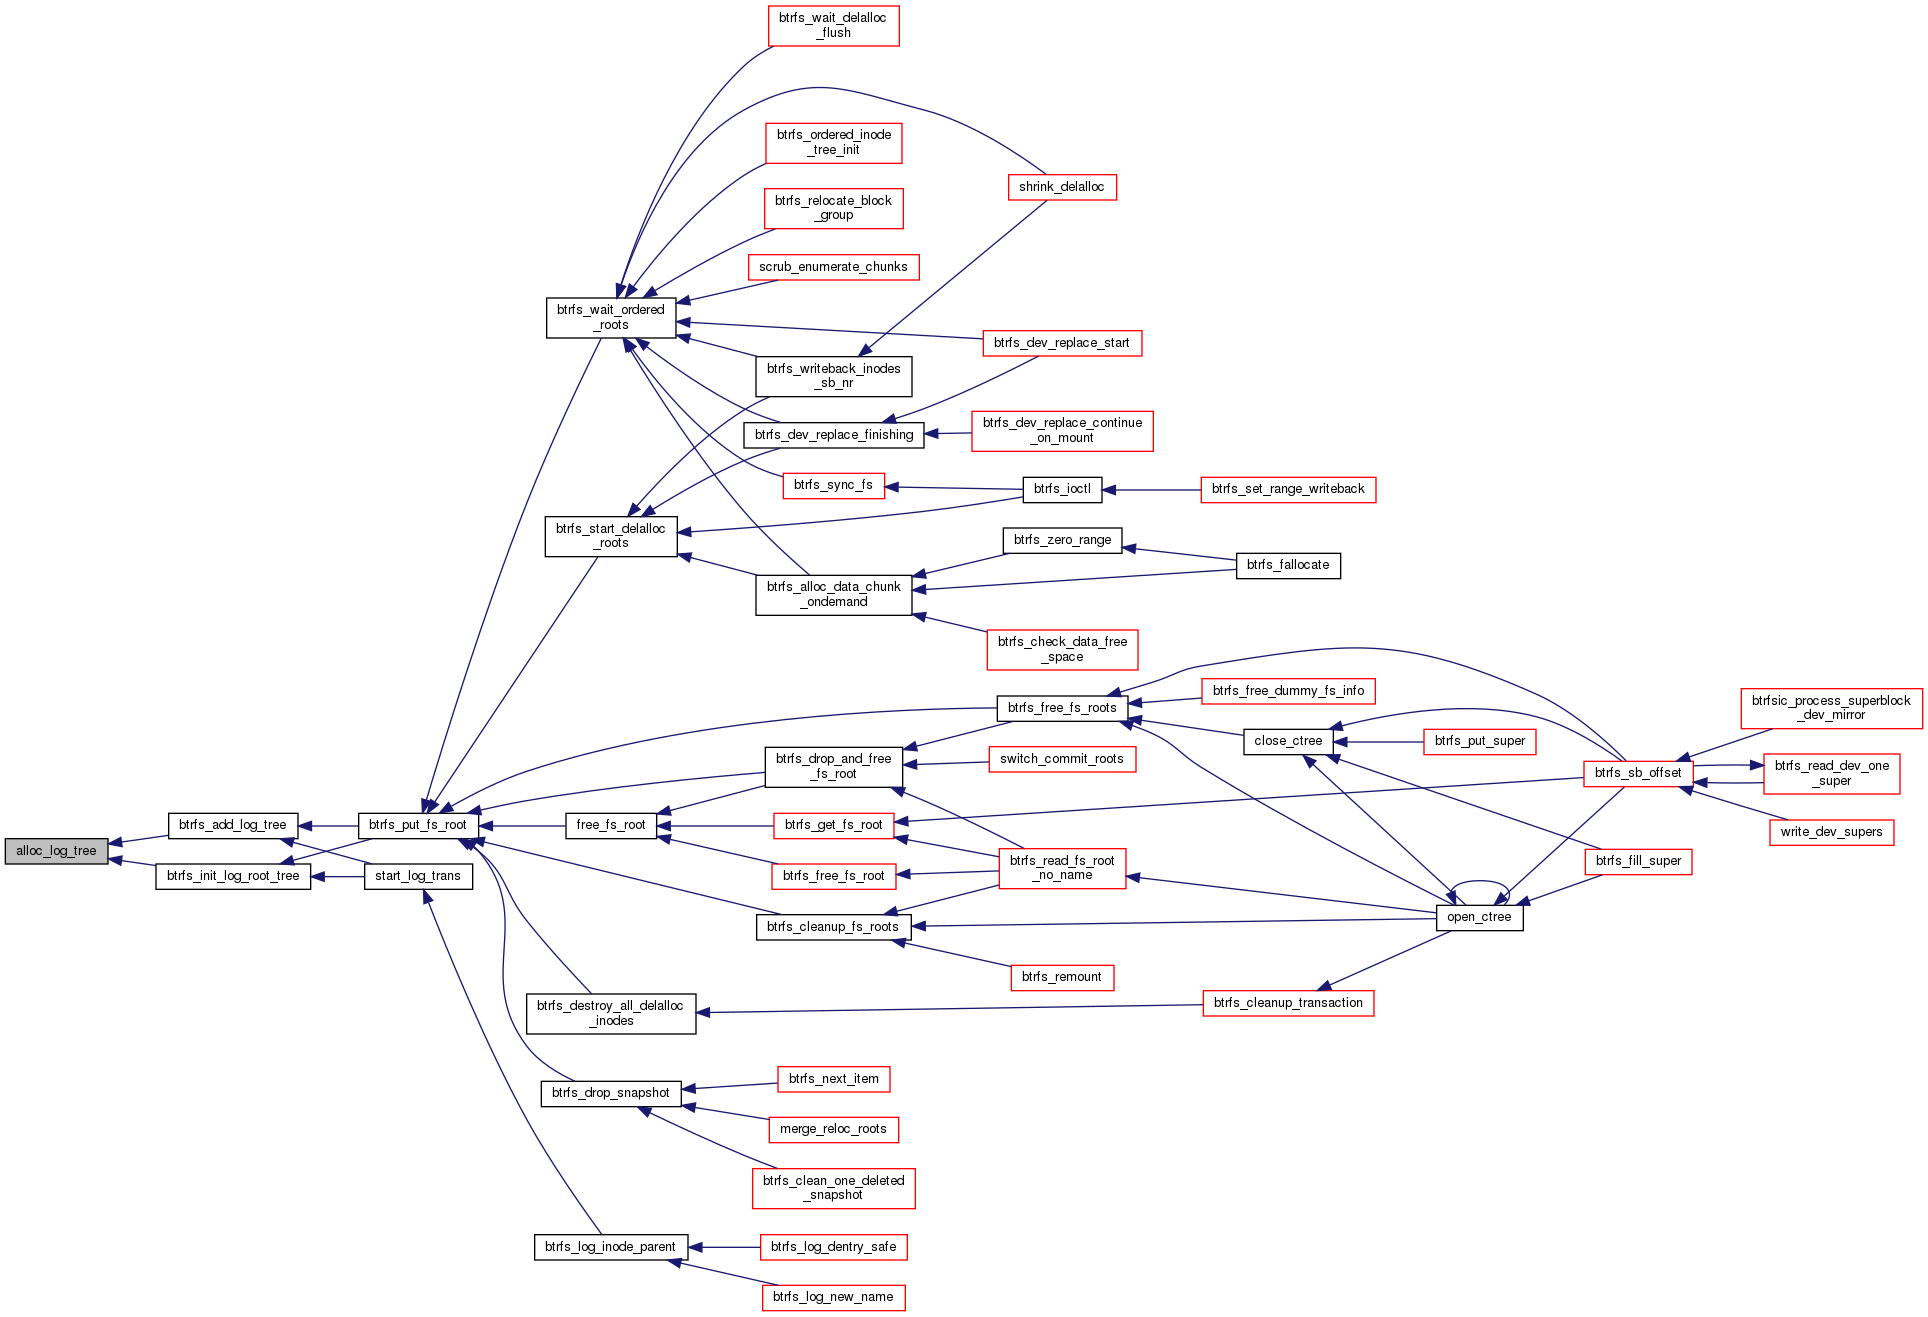 btrfs_wait_delalloc
_flush
btrfs_ordered_inode
_tree_init
shrink_delalloc
btrfs_relocate_block
_group
scrub_enumerate_chunks
btrfs_wait_ordered
_roots
btrfs_dev_replace_start
btrfs_writeback_inodes
_sb_nr
btrfs_dev_replace_finishing
btrfs_dev_replace_continue
_on_mount
btrfs_sync_fs
btrfs_ioctl
btrfs_set_range_writeback
btrfs_start_delalloc
_roots
btrfs_zero_range
btrfs_fallocate
btrfs_alloc_data_chunk
_ondemand
btrfs_check_data_free
_space
btrfs_free_dummy_fs_info
btrfs_free_fs_roots
btrfsic_process_superblock
_dev_mirror
close_ctree
btrfs_put_super
btrfs_drop_and_free
_fs_root
switch_commit_roots
btrfs_sb_offset
btrfs_read_dev_one
_super
btrfs_add_log_tree
btrfs_put_fs_root
free_fs_root
btrfs_get_fs_root
write_dev_supers
alloc_log_tree
btrfs_read_fs_root
_no_name
btrfs_fill_super
btrfs_init_log_root_tree
start_log_trans
btrfs_free_fs_root
btrfs_cleanup_fs_roots
open_ctree
btrfs_remount
btrfs_destroy_all_delalloc
_inodes
btrfs_cleanup_transaction
btrfs_next_item
btrfs_drop_snapshot
merge_reloc_roots
btrfs_clean_one_deleted
_snapshot
btrfs_log_inode_parent
btrfs_log_dentry_safe
btrfs_log_new_name